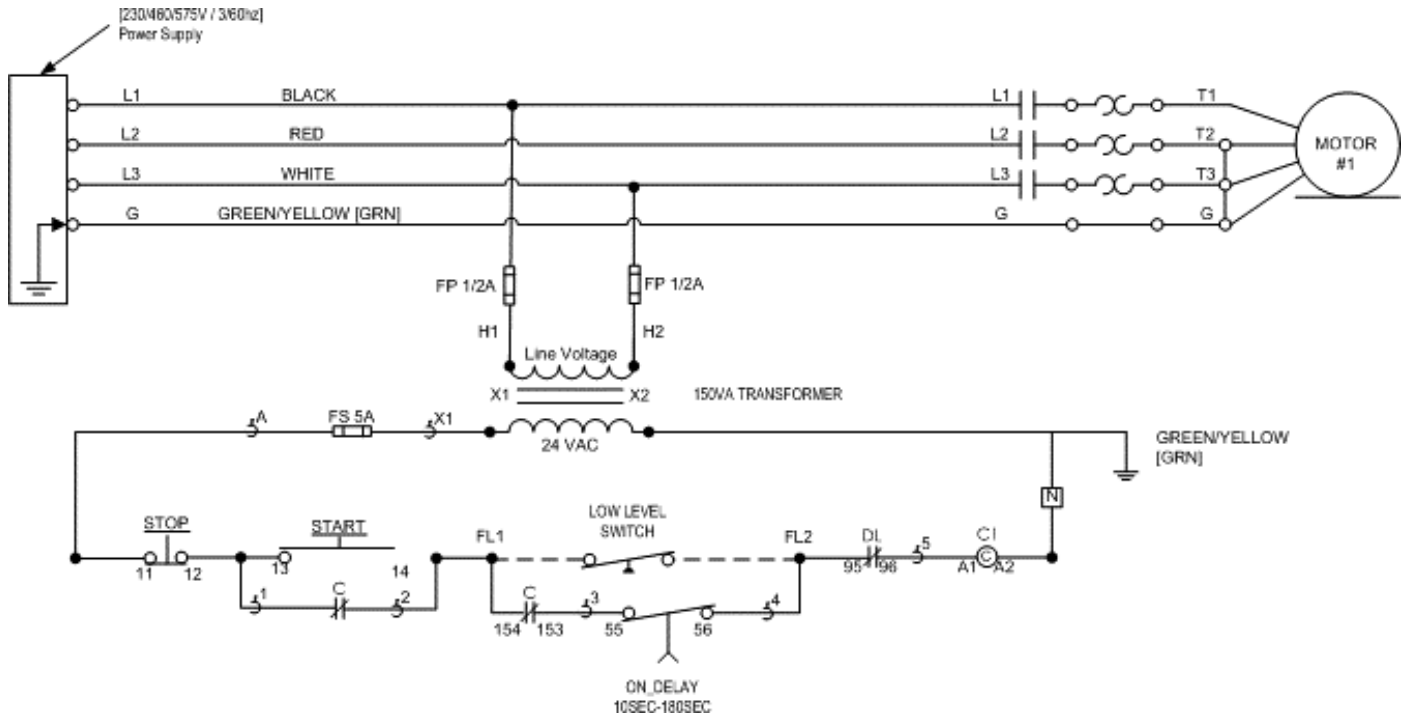 [230/460/575V / 3/60hz]
Power Supply
L1 BLACK L1 T1
L2 RED L2 T2
MOTOR
#1
L3 WHITE L3 T3
G GREEN/YELLOW [GRN] G G
FP 1/2A FP 1/2A
H1 H2
Line Voltage
X1 X2 150VA TRANSFORMER
A FS 5A X1
24 VAC
GREEN/YELLOW
[GRN]
N
STOP START
LOW LEVEL
SWITCH
FL1 FL2 DL 5 C1
C
11 12 13 14 95 96 A1 A2
1 C 2 C 3 4
154 153 55 56
ON_DELAY
10SEC-180SEC